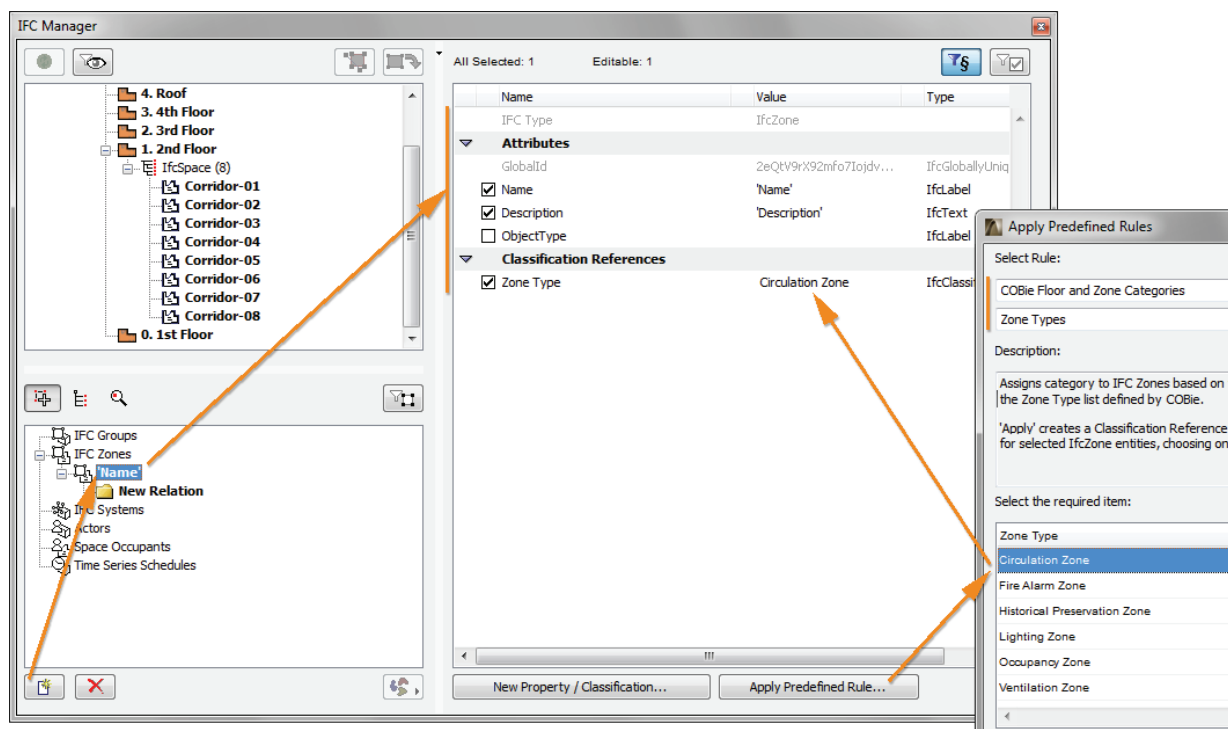 IFC Manager
4. Roof
3. 4th Floor
2. 3rd Floor
1. 2nd Floor
IfcSpace (8)
Corridor-01
Corridor-02
Corridor-03
Corridor-04
Corridor-05
Corridor-06
Corridor-07
Corridor-08
0. 1st Floor
IFC Groups
IFC Zones
'Name'
New Relation
IFC Systems
Actors
Space Occupants
Time Series Schedules
All Selected: 1 Editable: 1
Name Value Type
IFC Type IfcZone
Attributes
GlobalId 2eQtV9rX92mfo7Iojdv... IfcGloballyUniq
Name 'Name' IfcLabel
Description 'Description' IfcText
ObjectType IfcLabel
Classification References
Zone Type Circulation Zone IfcClassi
New Property / Classification... Apply Predefined Rule...
Apply Predefined Rules
Select Rule:
COBie Floor and Zone Categories
Zone Types
Description:
Assigns category to IFC Zones based on
the Zone Type list defined by COBie.
'Apply' creates a Classification Reference
for selected IfcZone entities, choosing on
Select the required item:
Zone Type
Circulation Zone
Fire Alarm Zone
Historical Preservation Zone
Lighting Zone
Occupancy Zone
Ventilation Zone